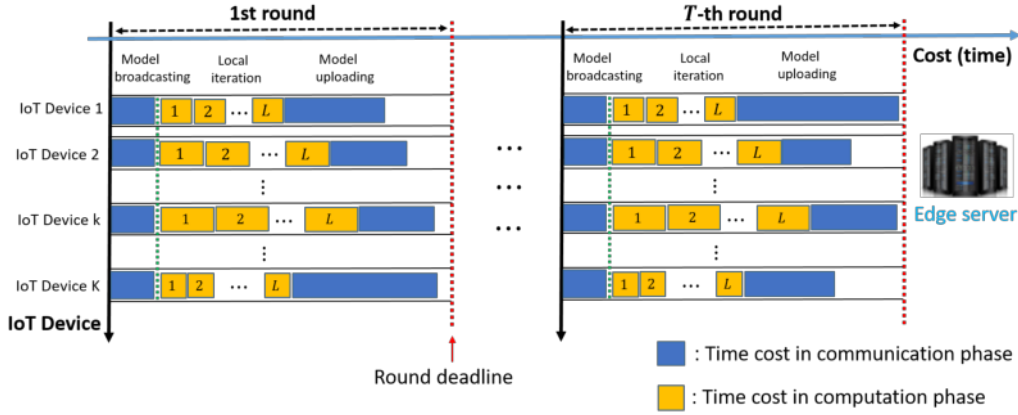 1st round
T-th round
Cost (time)
Model
broadcasting
Local
iteration
Model
uploading
Model
broadcasting
Local
iteration
Model
uploading
IoT Device 1
1 2 ... L
1 2 ... L
IoT Device 2
1 2 ... L
...
1 2 ... L
⋮
...
⋮
IoT Device k
1 2 ... L
...
1 2 ... L
Edge server
⋮
⋮
IoT Device K
1 2 ... L
1 2 ... L
IoT Device
Round deadline
: Time cost in communication phase
: Time cost in computation phase